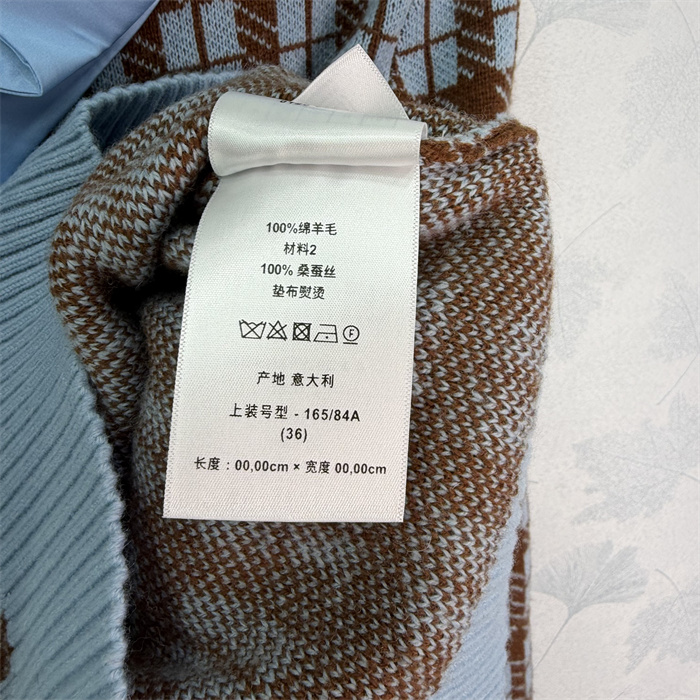 100%绵羊毛
材料2
100% 桑蚕丝
垫布熨烫
F
产地 意大利
上装号型 - 165/84A
(36)
长度：00,00cm × 宽度 00,00cm